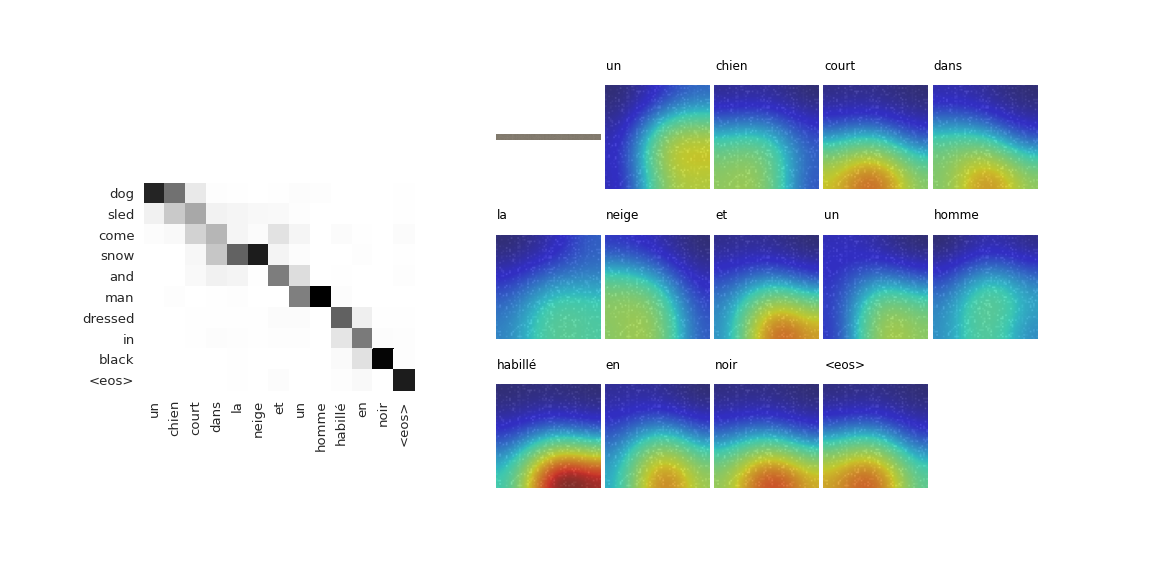 dog
sled
come
snow
and
man
dressed
in
black
<eos>
un
chien
court
dans
la
neige
et
un
homme
habillé
en
noir
<eos>
un chien court dans
la neige et un homme
habillé en noir <eos>